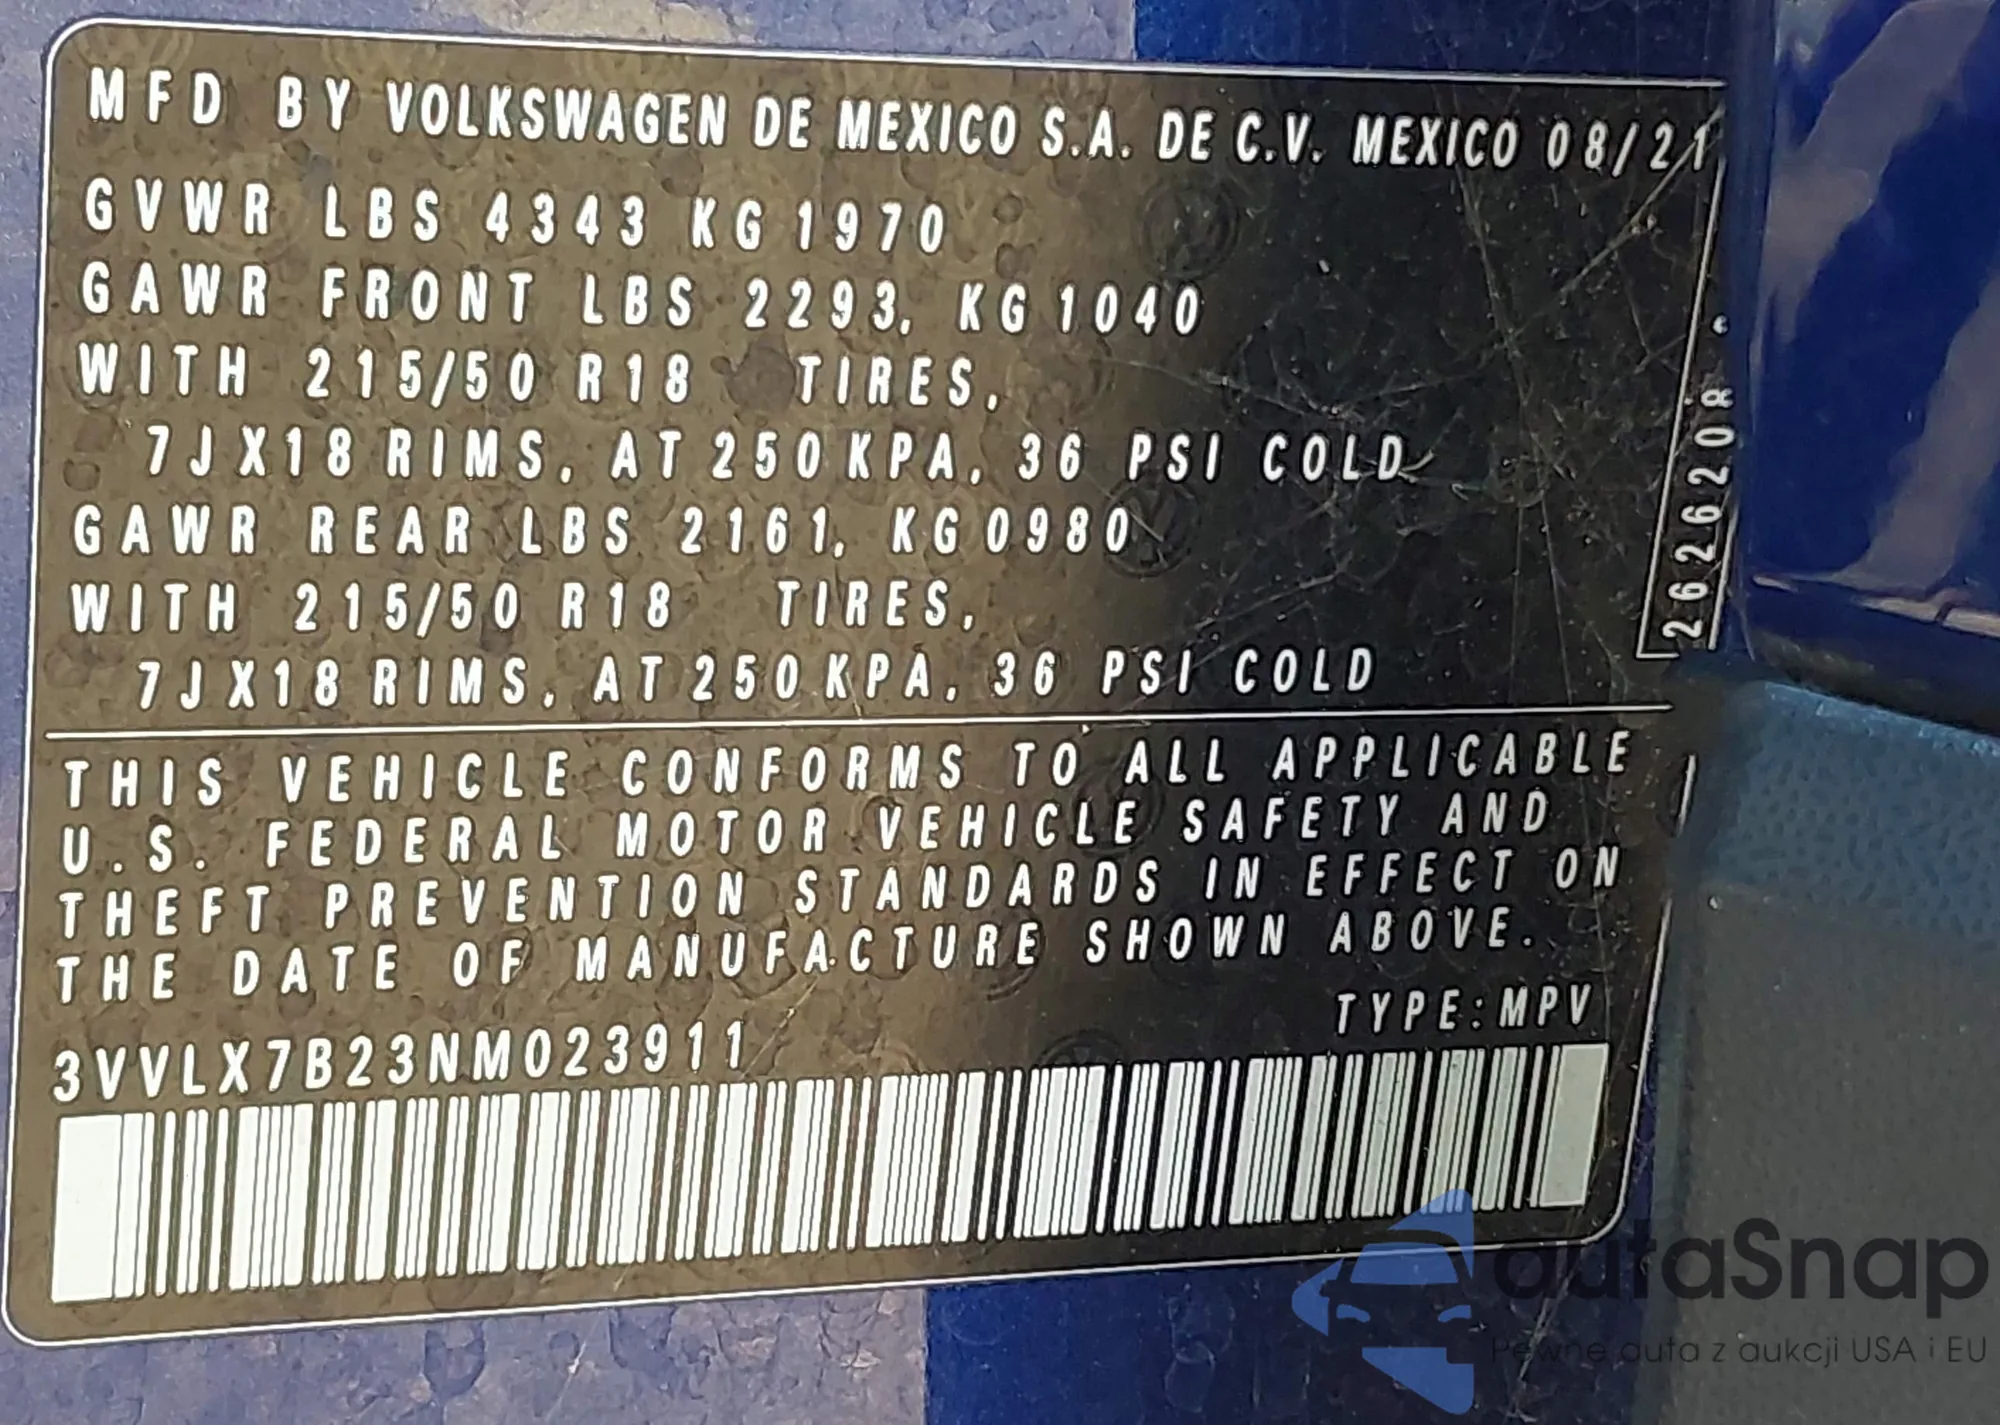 MFD BY VOLKSWAGEN DE MEXICO S.A. DE C.V. MEXICO 08/21
GVWR LBS 4343 KG 1970
GAWR FRONT LBS 2293, KG 1040
WITH 215/50 R18 TIRES,
7JX18 RIMS, AT 250 KPA, 36 PSI COLD
GAWR REAR LBS 2161, KG 0980
WITH 215/50 R18 TIRES,
7JX18 RIMS, AT 250 KPA, 36 PSI COLD
THIS VEHICLE CONFORMS TO ALL APPLICABLE
U.S. FEDERAL MOTOR VEHICLE SAFETY AND
THEFT PREVENTION STANDARDS IN EFFECT ON
THE DATE OF MANUFACTURE SHOWN ABOVE.
TYPE:MPV
3VVLX7B23NM023911
autaSnap
Pewne auta z aukcji USA i EU